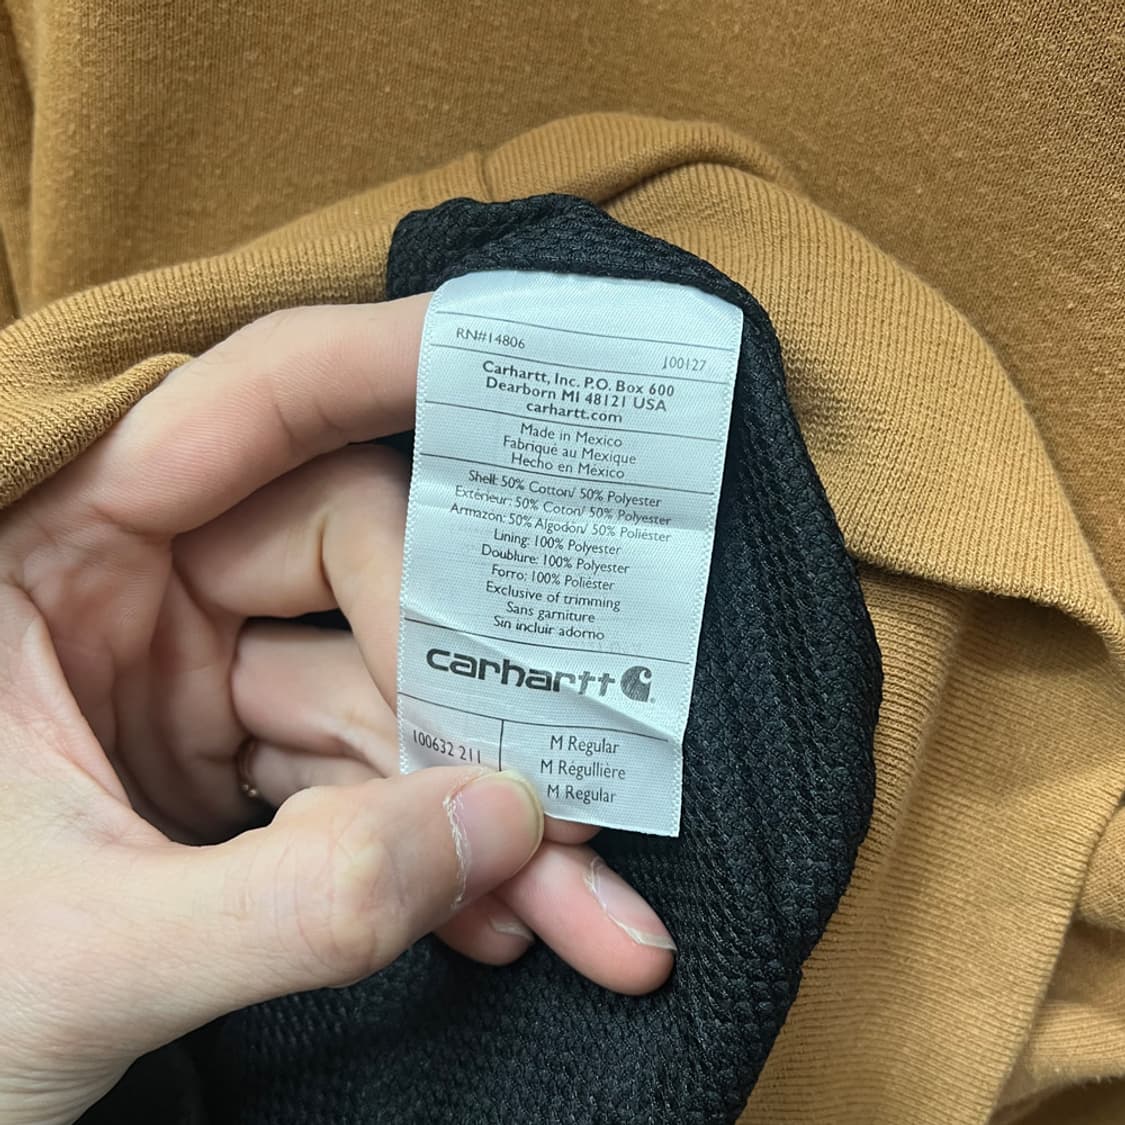 RN#14806
J00127
Carhartt, Inc. P.O. Box 600
Dearborn MI 48121 USA
carhartt.com
Made in Mexico
Fabriqué au Mexique
Hecho en México
Shell: 50% Cotton/ 50% Polyester
Extérieur: 50% Coton/ 50% Polyester
Armazón: 50% Algodón/ 50% Poliéster
Lining: 100% Polyester
Doublure: 100% Polyester
Forro: 100% Poliéster
Exclusive of trimming
Sans garniture
Sin incluir adorno
carhartt
100632 211
M Regular
M Régullière
M Regular